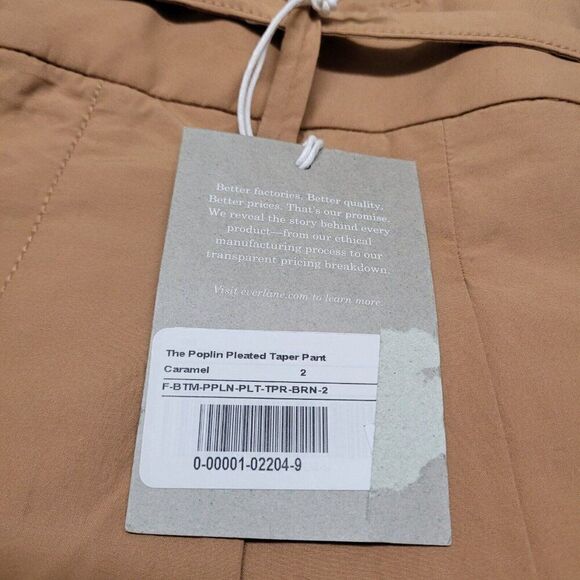 Better factories. Better quality.
Better prices. That's our promise.
We reveal the story behind every
product—from our ethical
manufacturing process to our
transparent pricing breakdown.
Visit everlane.com to learn more.
The Poplin Pleated Taper Pant
Caramel 2
F-BTM-PPLN-PLT-TPR-BRN-2
0-00001-02204-9